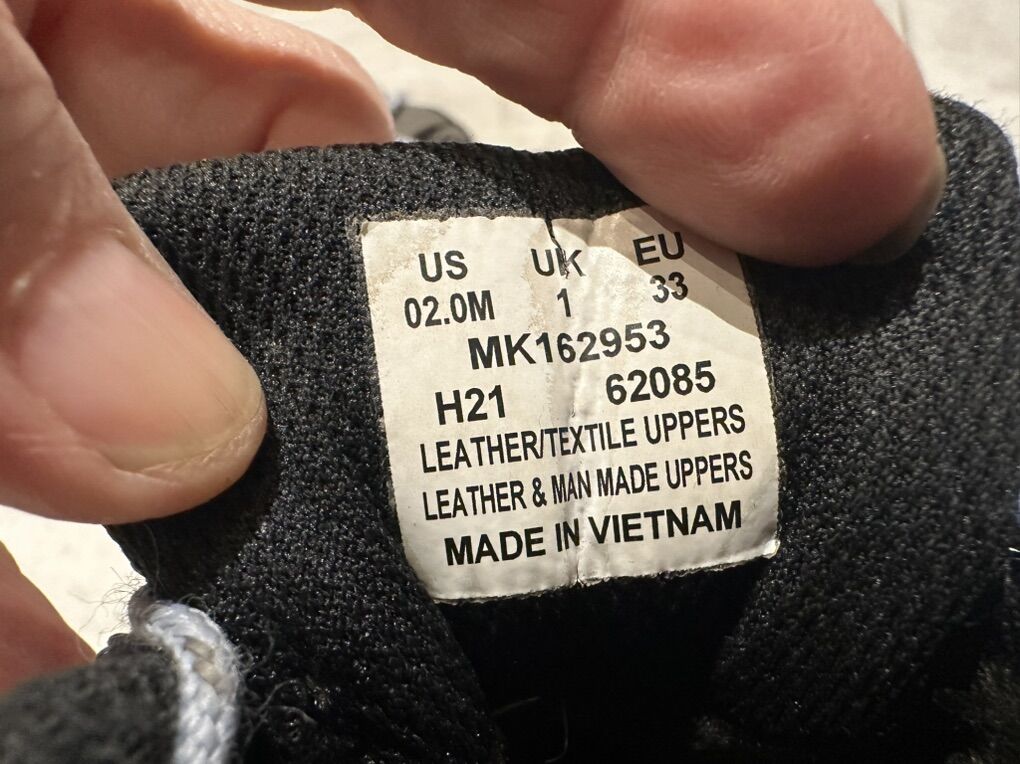 US UK EU
02.0M 1 33
MK162953
H21 62085
LEATHER/TEXTILE UPPERS
LEATHER & MAN MADE UPPERS
MADE IN VIETNAM